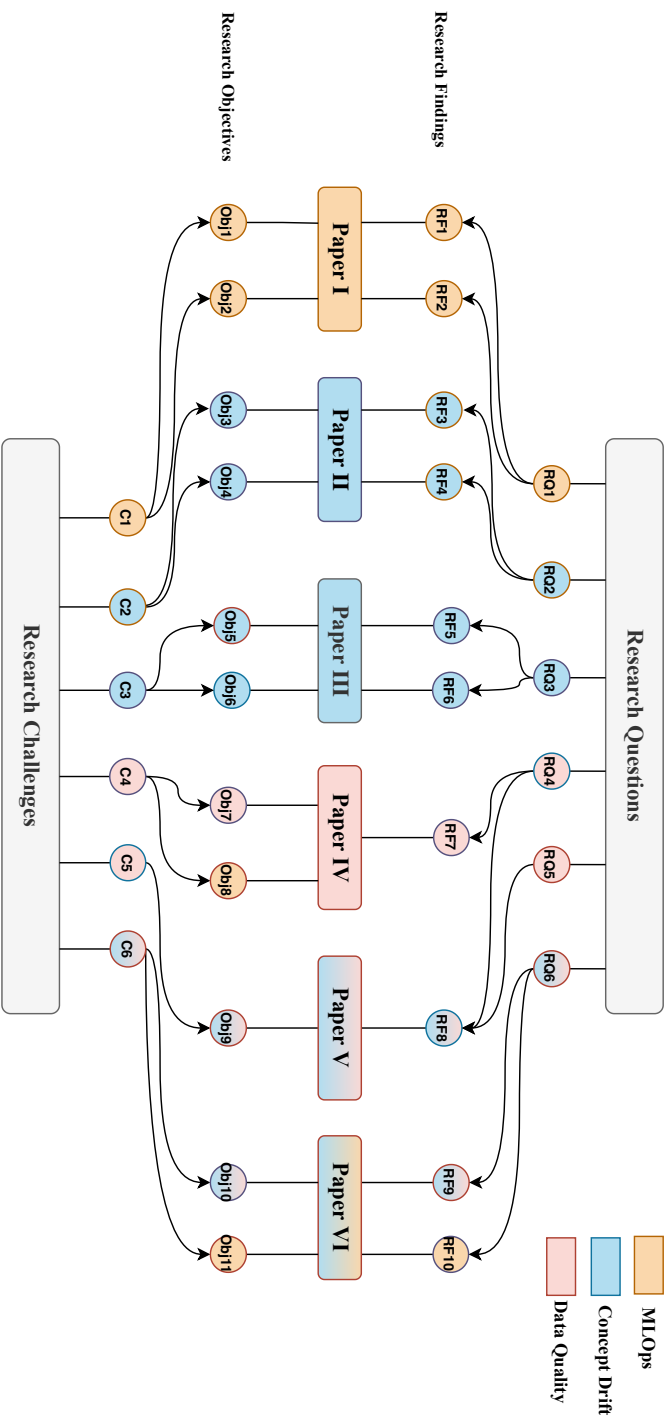 MLOps
Concept Drift
Data Quality
Research Questions
RQ1
RQ2
RQ3
RQ4
RQ5
RQ6
Research Findings
RF1
RF2
RF3
RF4
RF5
RF6
RF7
RF8
RF9
RF10
Paper I
Paper II
Paper III
Paper IV
Paper V
Paper VI
Research Objectives
Obj1
Obj2
Obj3
Obj4
Obj5
Obj6
Obj7
Obj8
Obj9
Obj10
Obj11
C1
C2
C3
C4
C5
C6
Research Challenges